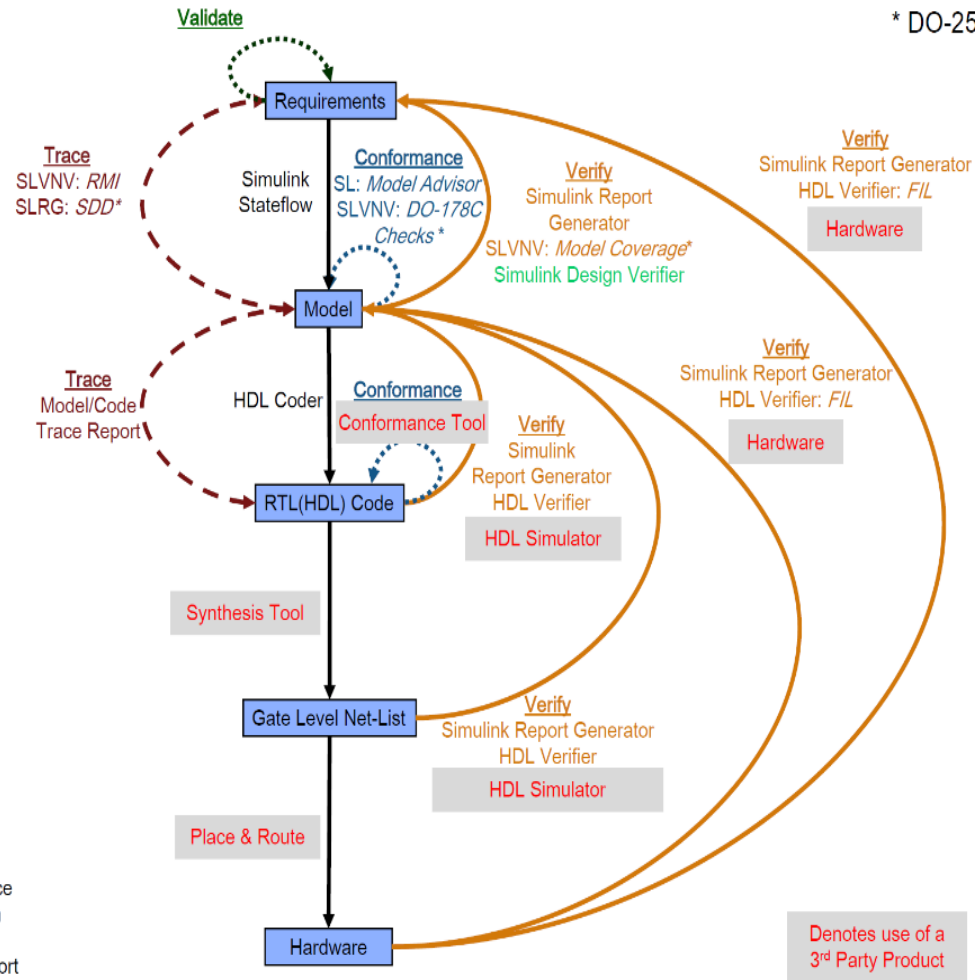 Validate
* DO-25
Requirements
Trace
SLVNV: RMI
SLRG: SDD*
Simulink
Stateflow
Conformance
SL: Model Advisor
SLVNV: DO-178C
Checks *
Verify
Simulink Report
Generator
SLVNV: Model Coverage*
Simulink Design Verifier
Verify
Simulink Report Generator
HDL Verifier: FIL
Hardware
Model
Trace
Model/Code
Trace Report
HDL Coder
Conformance
Conformance Tool
Verify
Simulink
Report Generator
HDL Verifier
HDL Simulator
Verify
Simulink Report Generator
HDL Verifier: FIL
Hardware
RTL(HDL) Code
Synthesis Tool
Gate Level Net-List
Verify
Simulink Report Generator
HDL Verifier
HDL Simulator
Place & Route
Hardware
Denotes use of a
3rd Party Product